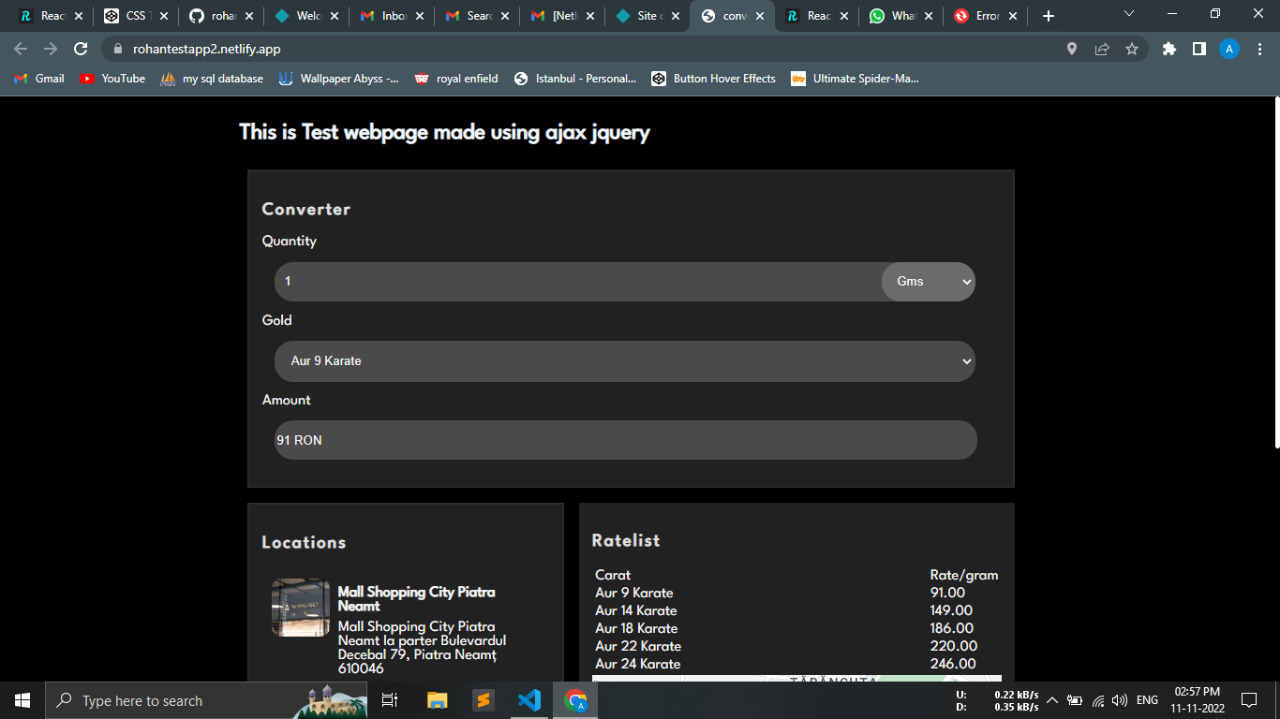 Reac
CSS T
rohar
Welc
Inbo
Sear
[Netl
Site c
conv
Reac
Wha
Error
rohantestapp2.netlify.app
A
Gmail
YouTube
my sql database
Wallpaper Abyss -...
royal enfield
Istanbul - Personal...
Button Hover Effects
Ultimate Spider-Ma...
This is Test webpage made using ajax jquery
Converter
Quantity
1
Gms
Gold
Aur 9 Karate
Amount
91 RON
Locations
Mall Shopping City Piatra
Neamt
Mall Shopping City Piatra
Neamt la parter Bulevardul
Decebal 79, Piatra Neamț
610046
Ratelist
Carat Rate/gram
Aur 9 Karate 91.00
Aur 14 Karate 149.00
Aur 18 Karate 186.00
Aur 22 Karate 220.00
Aur 24 Karate 246.00
Type here to search
U: 0.22 kB/s
D: 0.35 kB/s
ENG
02:57 PM
11-11-2022